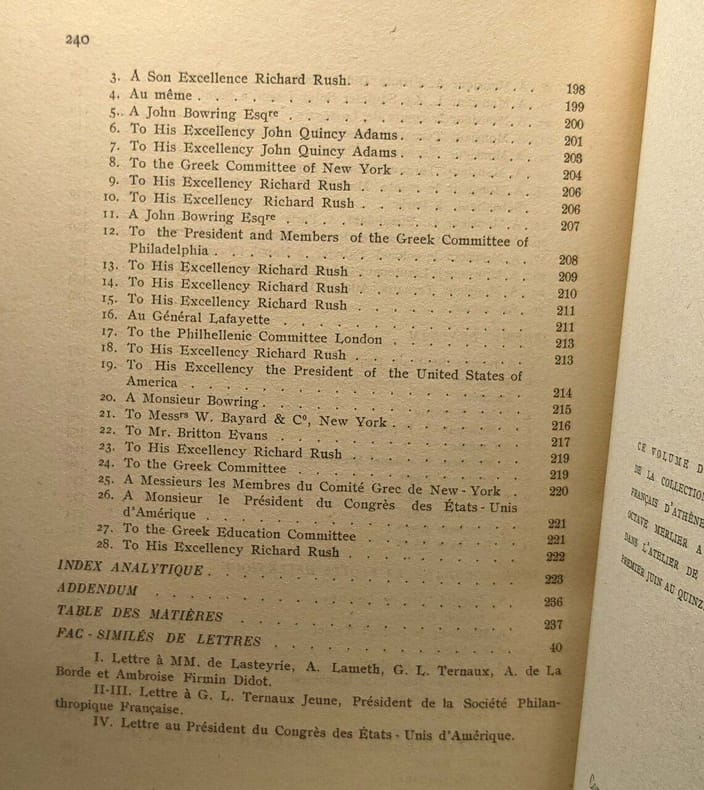 240
3. A Son Excellence Richard Rush. . . . . . . . . . . 198
4. Au même . . . . . . . . . . . . . . . . . 199
5.. A John Bowring Esqre . . . . . . . . . . . . . 200
6. To His Excellency John Quincy Adams . . . . . . . . 201
7. To His Excellency John Quincy Adams . . . . . . . . 203
8. To the Greek Committee of New York . . . . . . . . 204
9. To His Excellency Richard Rush . . . . . . . . . . 206
10. To His Excellency Richard Rush . . . . . . . . . . 206
11. A John Bowring Esqre . . . . . . . . . . . . . 207
12. To the President and Members of the Greek Committee of
Philadelphia . . . . . . . . . . . . . . . . 208
13. To His Excellency Richard Rush . . . . . . . . . . 209
14. To His Excellency Richard Rush . . . . . . . . . . 210
15. To His Excellency Richard Rush . . . . . . . . . . 211
16. Au Général Lafayette . . . . . . . . . . . . . 211
17. To the Philhellenic Committee London . . . . . . . . 213
18. To His Excellency Richard Rush . . . . . . . . . . 213
19. To His Excellency the President of the United States of
America . . . . . . . . . . . . . . . . . 214
20. A Monsieur Bowring . . . . . . . . . . . . . . 215
21. To Messrs W. Bayard & Co, New York . . . . . . . . 216
22. To Mr. Britton Evans . . . . . . . . . . . . . 217
23. To His Excellency Richard Rush . . . . . . . . . . 219
24. To the Greek Committee . . . . . . . . . . . . 219
25. A Messieurs les Membres du Comité Grec de New-York . 220
26. A Monsieur le Président du Congrès des États-Unis
d'Amérique . . . . . . . . . . . . . . . . 221
27. To the Greek Education Committee . . . . . . . . . 221
28. To His Excellency Richard Rush . . . . . . . . . . 222
INDEX ANALYTIQUE . . . . . . . . . . . . . . . . 223
ADDENDUM . . . . . . . . . . . . . . . . . . . 236
TABLE DES MATIÈRES . . . . . . . . . . . . . . . 237
FAC-SIMILÉS DE LETTRES . . . . . . . . . . . . . 40
I. Lettre à MM. de Lasteyrie, A. Lameth, G. L. Ternaux, A. de La
Borde et Ambroise Firmin Didot.
II-III. Lettre à G. L. Ternaux Jeune, Président de la Société Philan-
thropique Française.
IV. Lettre au Président du Congrès des États-Unis d'Amérique.
CE VOLUME D
DE LA COLLECTION
FRANÇAIS D'ATHÈNE
OCTAVE MERLIER A
DANS L'ATELIER DE
PREMIER JUIN AU QUINZ